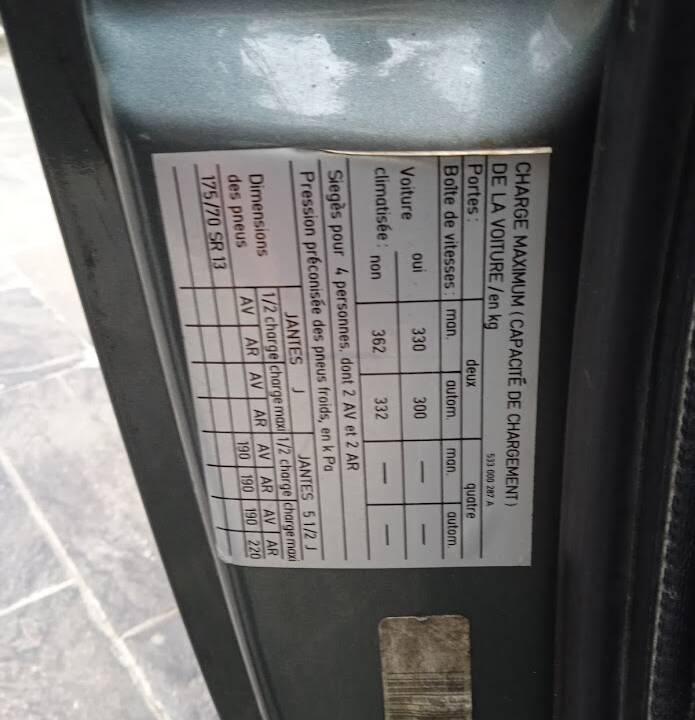 CHARGE MAXIMUM (CAPACITÉ DE CHARGEMENT)
DE LA VOITURE / en kg 533 000 287 A
Portes : deux quatre
Boîte de vitesses : man. autom. man. autom.
Voiture oui 330 300 — —
climatisée : non 362 332 — —
Siegès pour 4 personnes, dont 2 AV et 2 AR
Pression préconisée des pneus froids, en k Pa
Dimensions JANTES J JANTES 5 1/2 J
des pneus 1/2 charge charge maxi 1/2 charge charge maxi
AV AR AV AR AV AR AV AR
175/70 SR 13 190 190 190 220